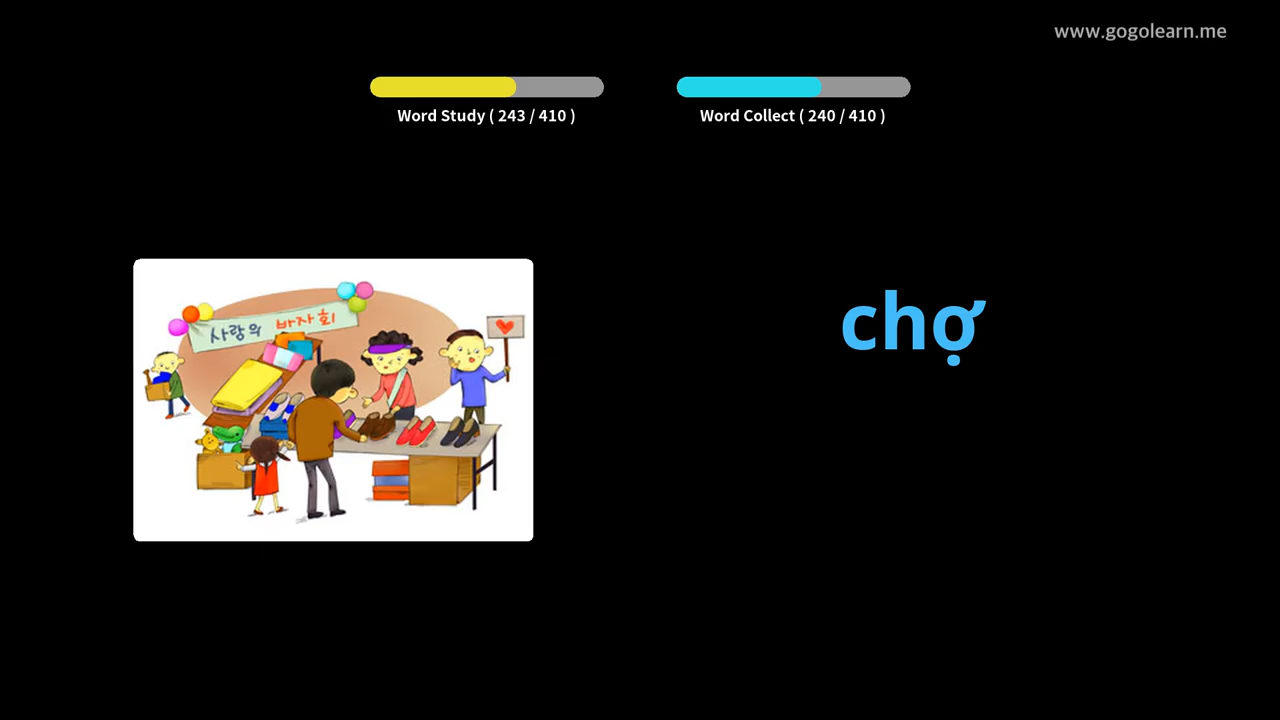 www.gogolearn.me
Word Study ( 243 / 410 )
Word Collect ( 240 / 410 )
사랑의 바자회
chợ